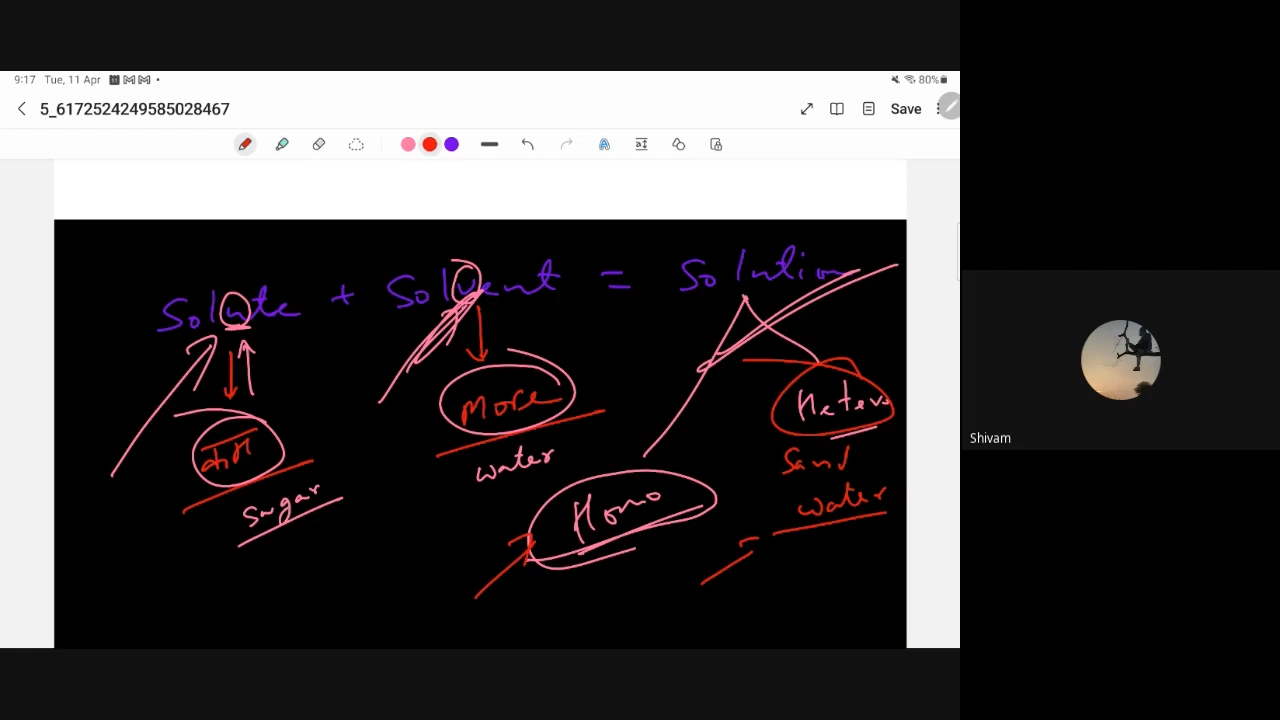 9:17 Tue, 11 Apr
80%
5_6172524249585028467
Save
Solute + Solvent = Solution
More
water
sugar
Homo
Hetero
Sand
water
Shivam